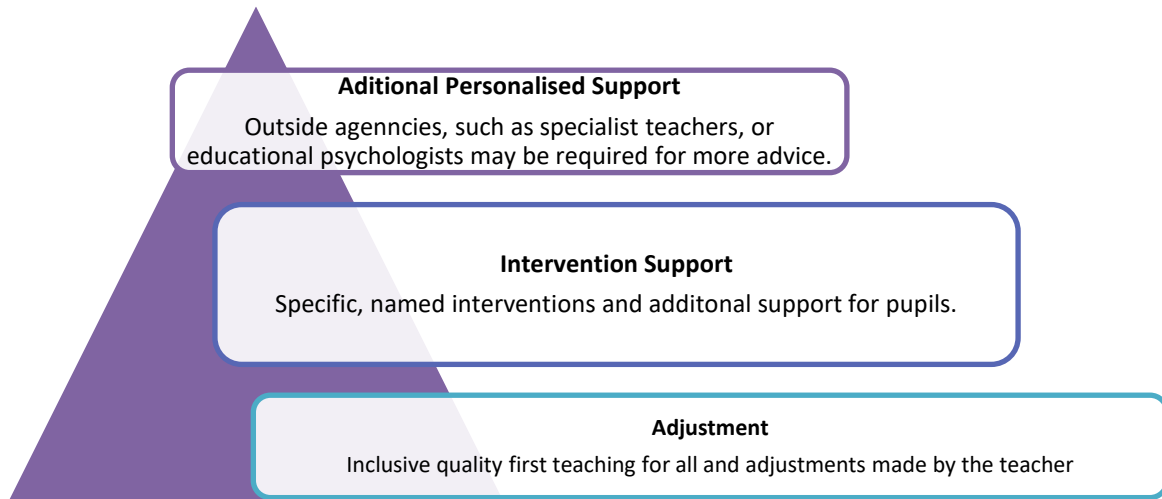 Aditional Personalised Support
Outside agenncies, such as specialist teachers, or
educational psychologists may be required for more advice.
Intervention Support
Specific, named interventions and additonal support for pupils.
Adjustment
Inclusive quality first teaching for all and adjustments made by the teacher